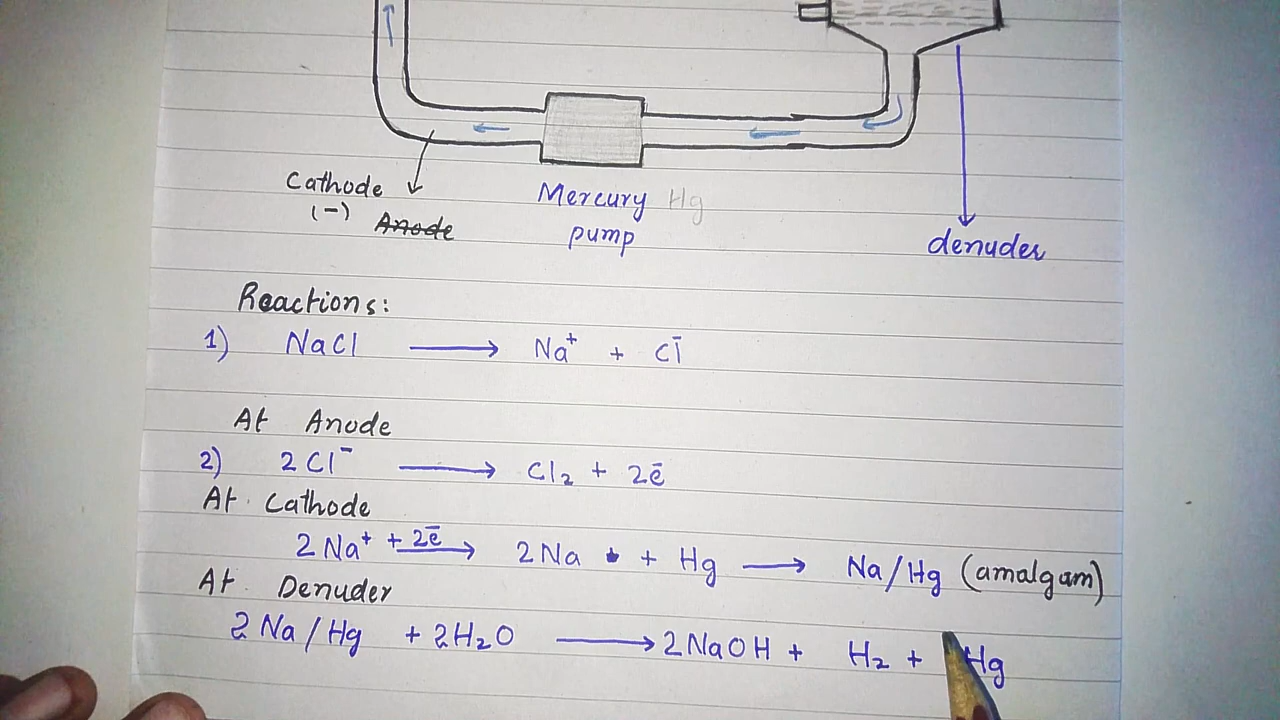 Cathode
(-) Anode
Mercury Hg
pump
denuder
Reactions:
1) NaCl ⟶ Na⁺ + Cl⁻
At Anode
2) 2Cl⁻ ⟶ Cl₂ + 2e⁻
At Cathode
2Na⁺ +2e⁻ ⟶ 2Na + Hg ⟶ Na/Hg (amalgam)
At Denuder
2Na/Hg + 2H₂O ⟶ 2NaOH + H₂ + Hg